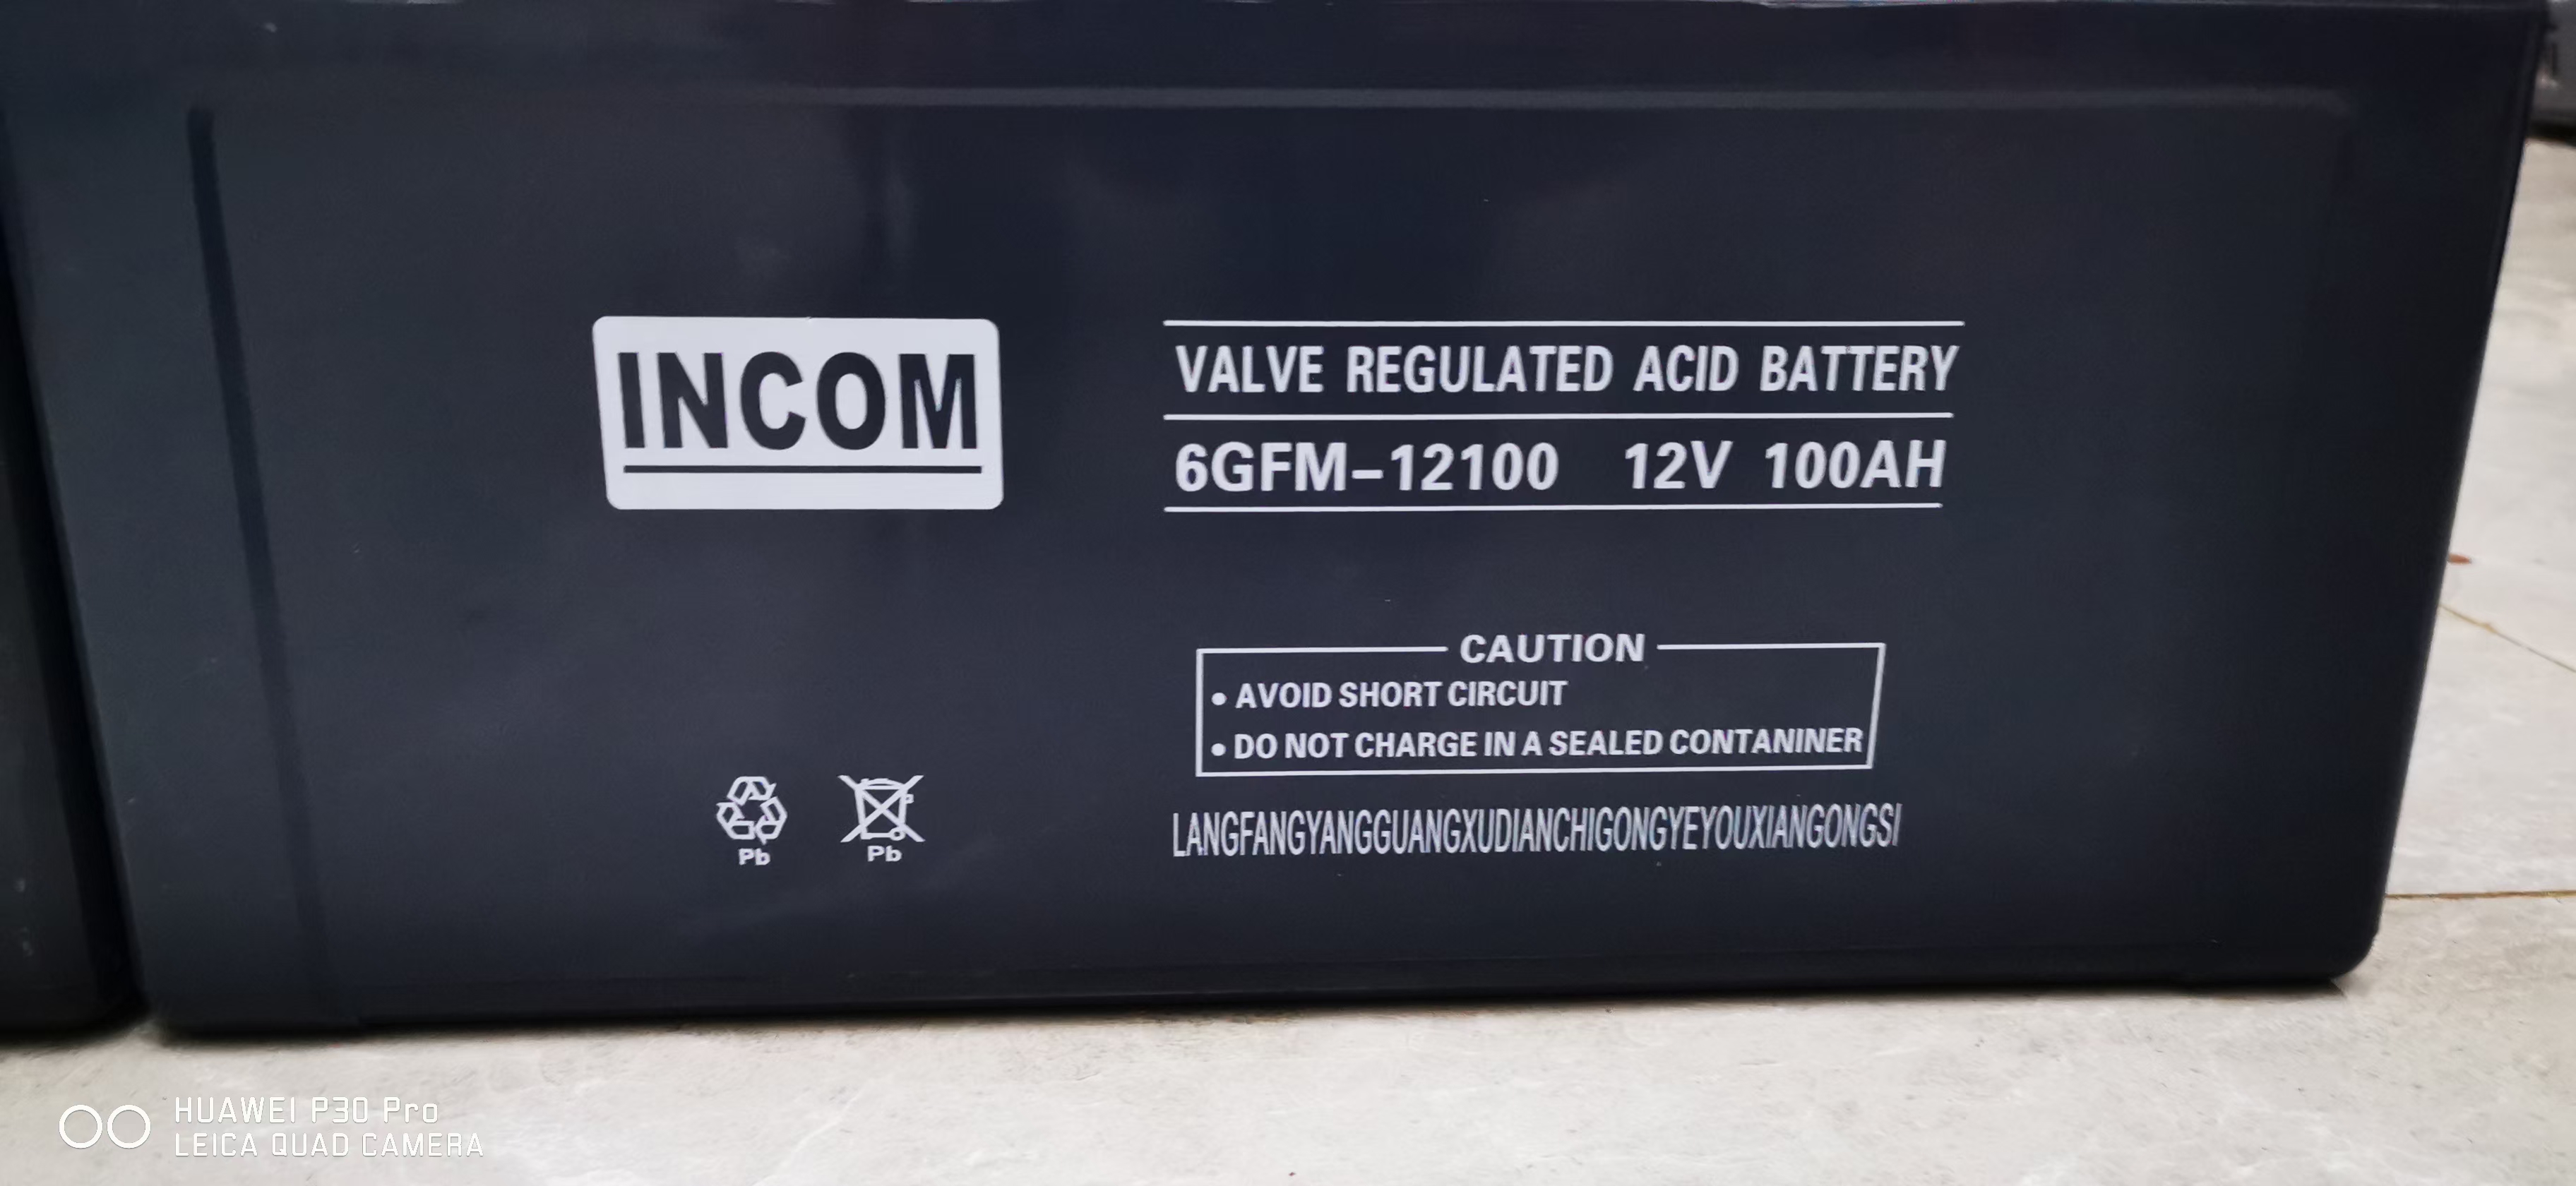 INCOM
VALVE REGULATED ACID BATTERY
6GFM-12100 12V 100AH
CAUTION
• AVOID SHORT CIRCUIT
• DO NOT CHARGE IN A SEALED CONTANINER
Pb
Pb
LANGFANGYANGGUANGXUDIANCHIGONGYEYOUXIANGONGSI
HUAWEI P30 Pro
LEICA QUAD CAMERA